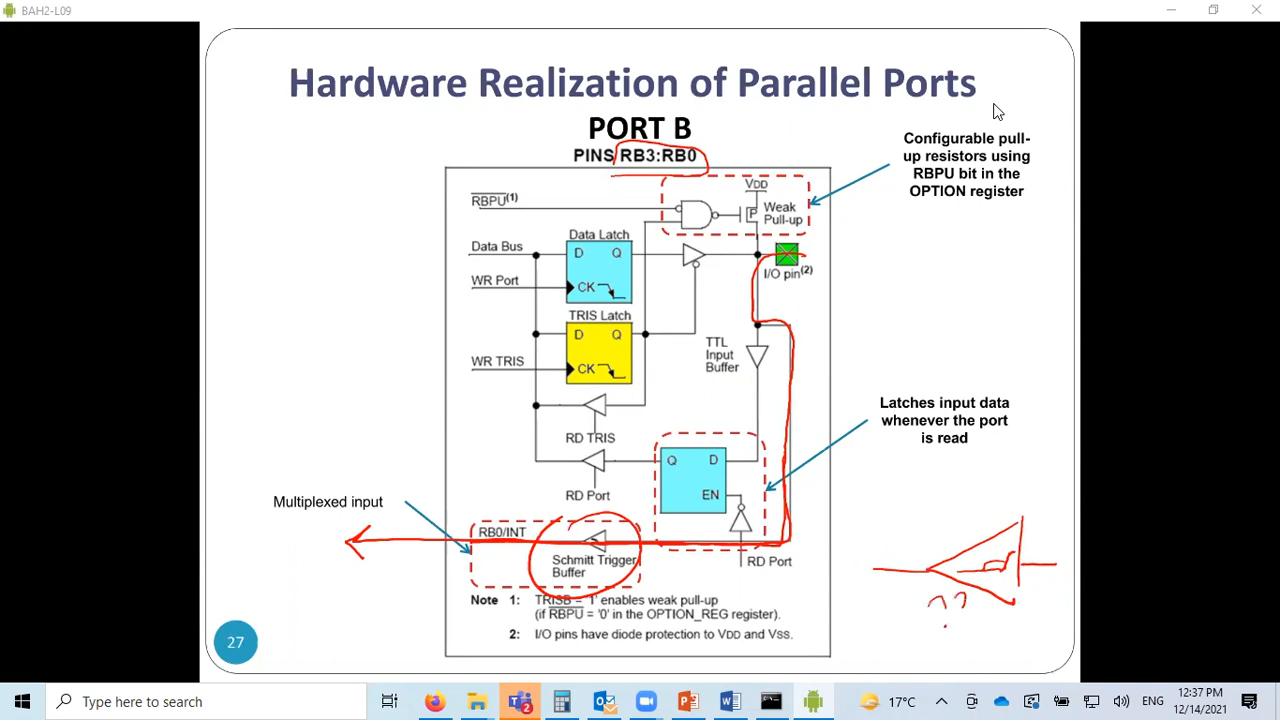 BAH2-L09
Hardware Realization of Parallel Ports
PORT B
PINS RB3:RB0
Configurable pull-
up resistors using
RBPU bit in the
OPTION register
VDD
RBPU(1)
P
Weak
Pull-up
Data Latch
Data Bus
D Q
I/O pin(2)
WR Port
CK
TRIS Latch
D Q
TTL
Input
Buffer
WR TRIS
CK
RD TRIS
Latches input data
whenever the port
is read
Q D
RD Port
EN
Multiplexed input
RB0/INT
Schmitt Trigger
Buffer
RD Port
Note 1: TRISB = '1' enables weak pull-up
(if RBPU = '0' in the OPTION_REG register).
2: I/O pins have diode protection to VDD and VSS.
??
27
Type here to search
2
17°C
ENG
12:37 PM
12/14/2021